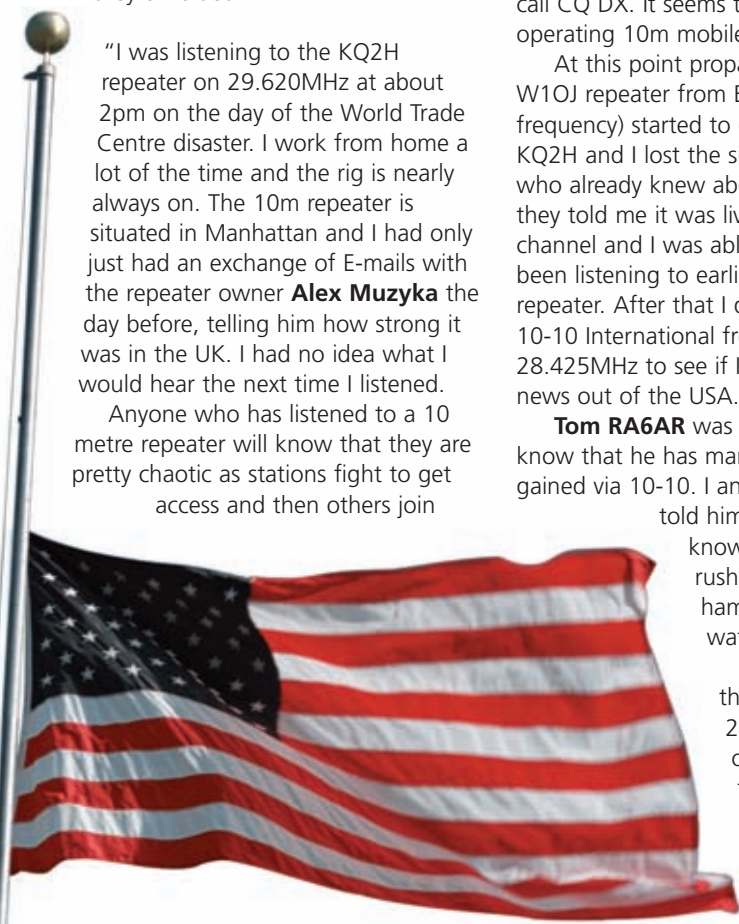 "I was listening to the KQ2H
repeater on 29.620MHz at about
2pm on the day of the World Trade
Centre disaster. I work from home a
lot of the time and the rig is nearly
always on. The 10m repeater is
situated in Manhattan and I had only
just had an exchange of E-mails with
the repeater owner Alex Muzyka the
day before, telling him how strong it
was in the UK. I had no idea what I
would hear the next time I listened.
Anyone who has listened to a 10
metre repeater will know that they are
pretty chaotic as stations fight to get
access and then others join
call CQ DX. It seems t
operating 10m mobile
At this point propa
W1OJ repeater from B
frequency) started to
KQ2H and I lost the s
who already knew abo
they told me it was liv
channel and I was abl
been listening to earli
repeater. After that I c
10-10 International fr
28.425MHz to see if I
news out of the USA.
Tom RA6AR was
know that he has mar
gained via 10-10. I an
told him
know
rush
ham
wat
th
2